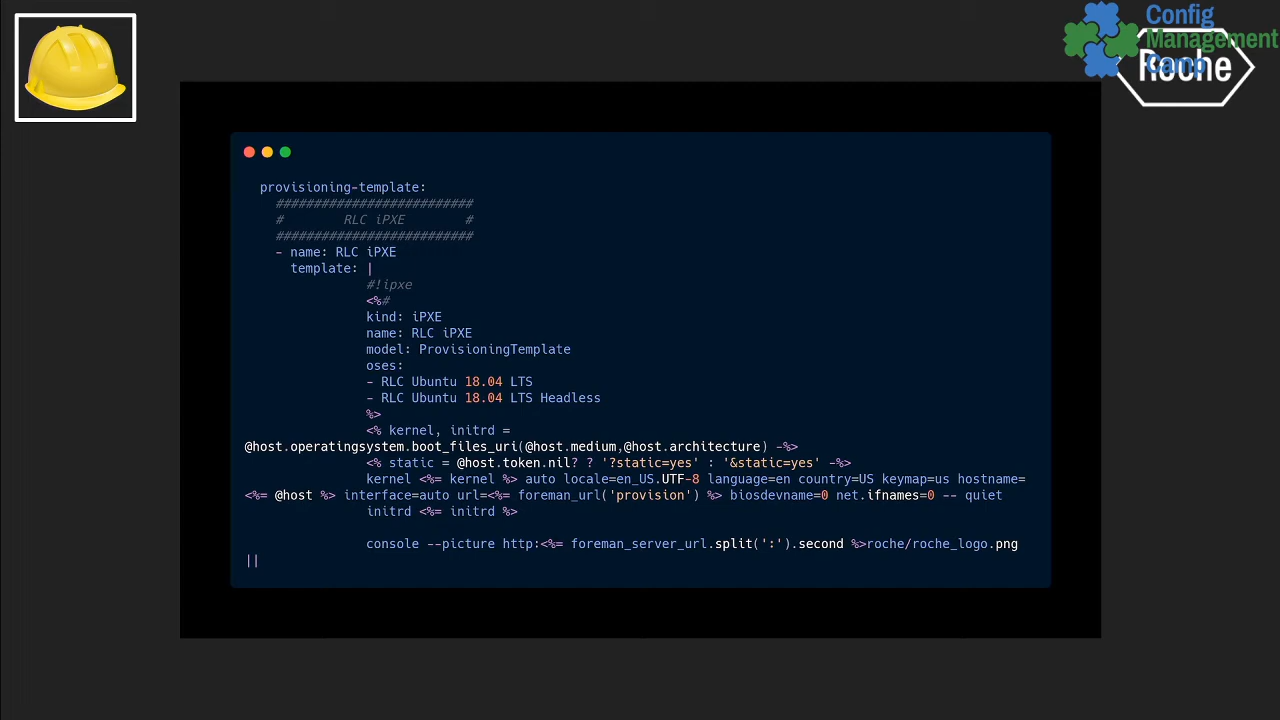 Config
Management
Camp
Roche
provisioning-template:
##########################
# RLC iPXE #
##########################
- name: RLC iPXE
template: |
#!ipxe
<%#
kind: iPXE
name: RLC iPXE
model: ProvisioningTemplate
oses:
- RLC Ubuntu 18.04 LTS
- RLC Ubuntu 18.04 LTS Headless
%>
<% kernel, initrd =
@host.operatingsystem.boot_files_uri(@host.medium,@host.architecture) -%>
<% static = @host.token.nil? ? '?static=yes' : '&static=yes' -%>
kernel <%= kernel %> auto locale=en_US.UTF-8 language=en country=US keymap=us hostname=
<%= @host %> interface=auto url=<%= foreman_url('provision') %> biosdevname=0 net.ifnames=0 -- quiet
initrd <%= initrd %>
console --picture http:<%= foreman_server_url.split(':').second %>roche/roche_logo.png
||